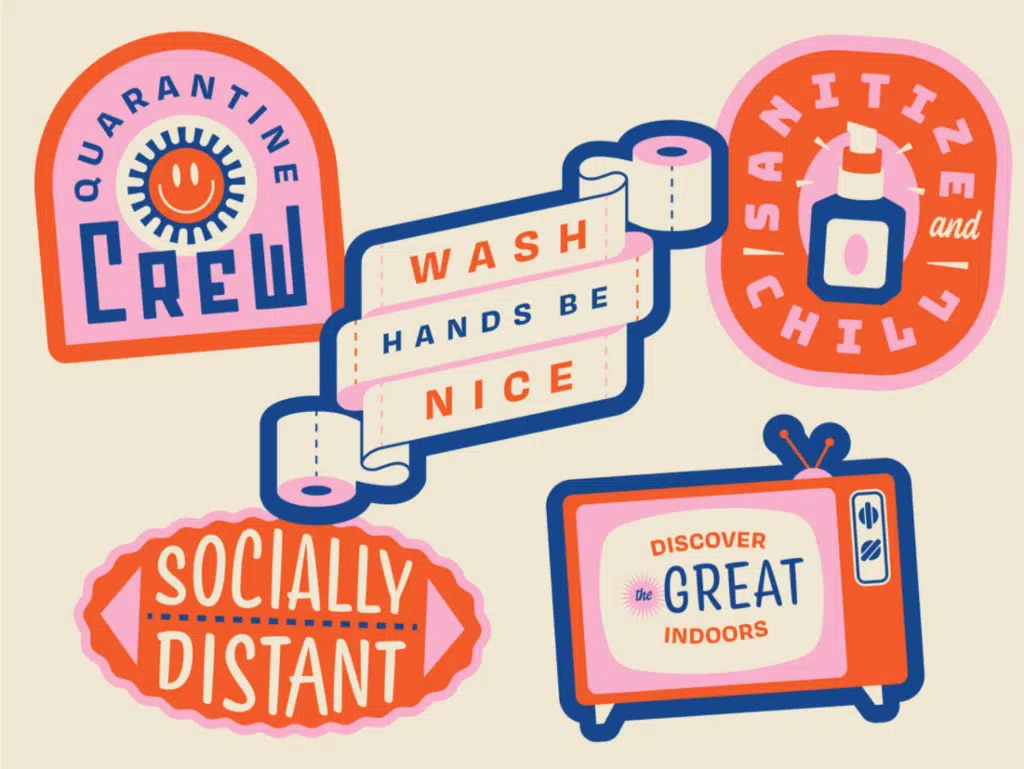 QUARANTINE
CREW
WASH
HANDS BE
NICE
SANITIZE
and
CHILL
SOCIALLY
DISTANT
DISCOVER
the GREAT
INDOORS